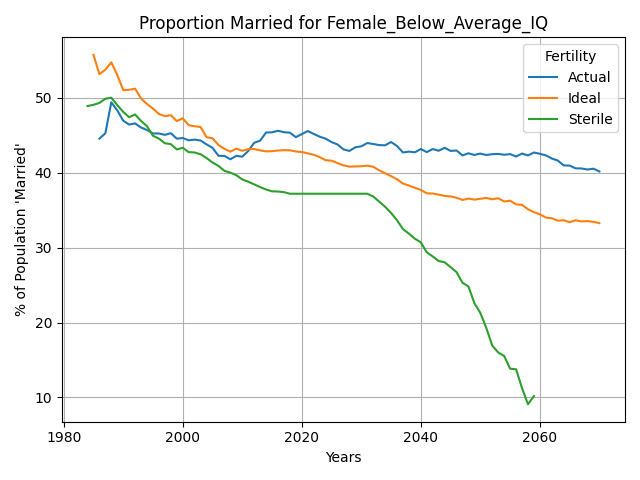 Proportion Married for Female_Below_Average_IQ
% of Population 'Married'
50
40
30
20
10
1980
2000
2020
2040
2060
Years
Fertility
Actual
Ideal
Sterile